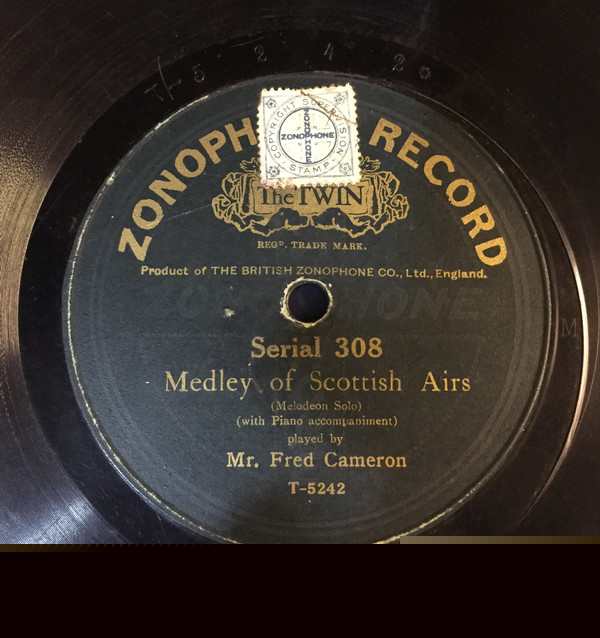 T-5242
ZONOPH RECORD
COPYRIGHT SUPERVISION
ZONOPHONE
ZONOPHONE
STAMP
The TWIN
REGD. TRADE MARK.
Product of THE BRITISH ZONOPHONE CO., Ltd., England.
Serial 308
Medley of Scottish Airs
(Melodeon Solo)
(with Piano accompaniment)
played by
Mr. Fred Cameron
T-5242
M